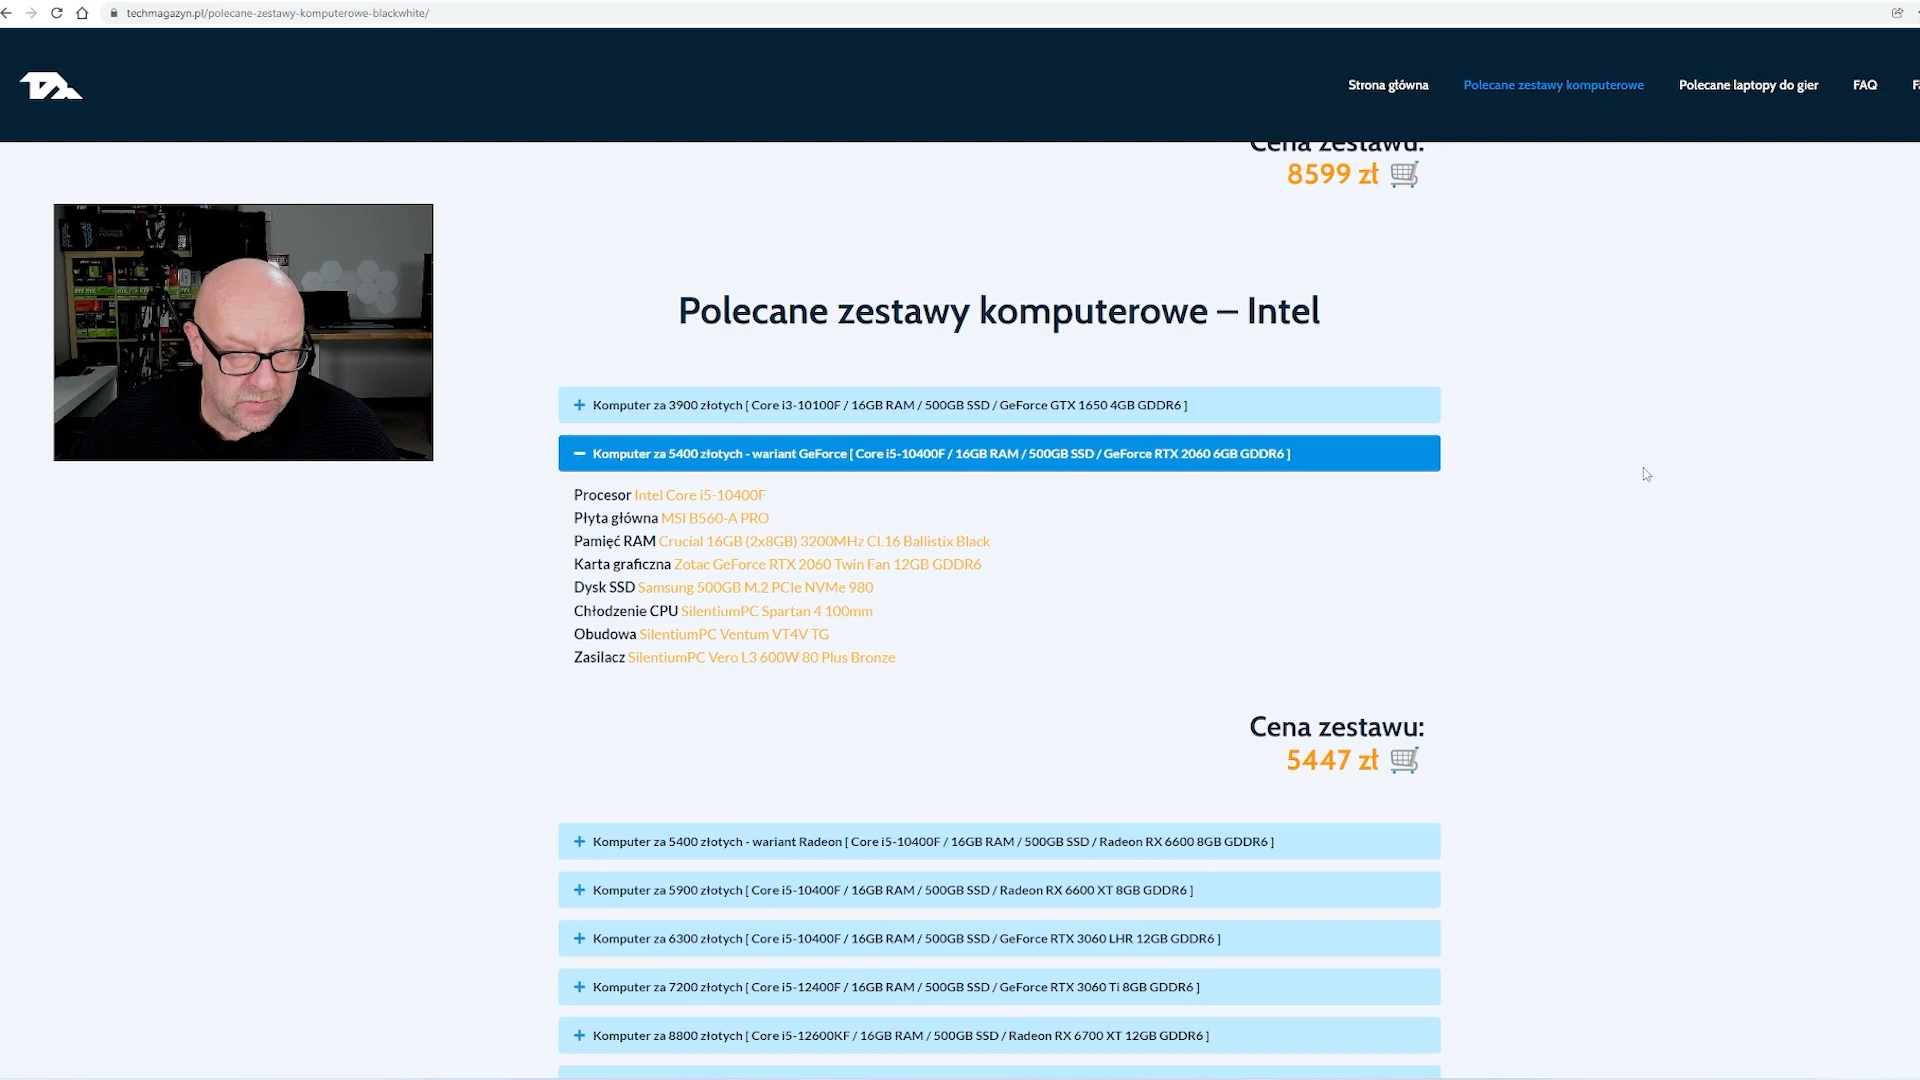 techmagazyn.pl/polecane-zestawy-komputerowe-blackwhite/
Strona główna
Polecane zestawy komputerowe
Polecane laptopy do gier
FAQ
Cena zestawu:
8599 zł
Polecane zestawy komputerowe – Intel
+ Komputer za 3900 złotych [ Core i3-10100F / 16GB RAM / 500GB SSD / GeForce GTX 1650 4GB GDDR6 ]
− Komputer za 5400 złotych - wariant GeForce [ Core i5-10400F / 16GB RAM / 500GB SSD / GeForce RTX 2060 6GB GDDR6 ]
Procesor Intel Core i5-10400F
Płyta główna MSI B560-A PRO
Pamięć RAM Crucial 16GB (2x8GB) 3200MHz CL16 Ballistix Black
Karta graficzna Zotac GeForce RTX 2060 Twin Fan 12GB GDDR6
Dysk SSD Samsung 500GB M.2 PCIe NVMe 980
Chłodzenie CPU SilentiumPC Spartan 4 100mm
Obudowa SilentiumPC Ventum VT4V TG
Zasilacz SilentiumPC Vero L3 600W 80 Plus Bronze
Cena zestawu:
5447 zł
+ Komputer za 5400 złotych - wariant Radeon [ Core i5-10400F / 16GB RAM / 500GB SSD / Radeon RX 6600 8GB GDDR6 ]
+ Komputer za 5900 złotych [ Core i5-10400F / 16GB RAM / 500GB SSD / Radeon RX 6600 XT 8GB GDDR6 ]
+ Komputer za 6300 złotych [ Core i5-10400F / 16GB RAM / 500GB SSD / GeForce RTX 3060 LHR 12GB GDDR6 ]
+ Komputer za 7200 złotych [ Core i5-12400F / 16GB RAM / 500GB SSD / GeForce RTX 3060 Ti 8GB GDDR6 ]
+ Komputer za 8800 złotych [ Core i5-12600KF / 16GB RAM / 500GB SSD / Radeon RX 6700 XT 12GB GDDR6 ]